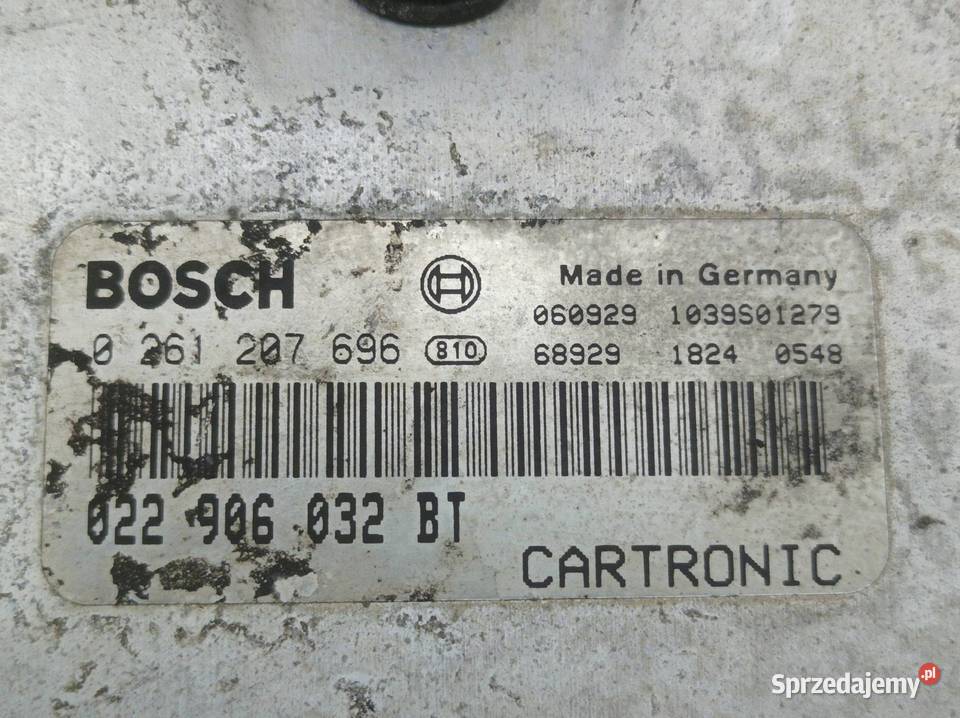 BOSCH
Made in Germany
060929 1039S01279
0 261 207 696 810
68929 1824 0548
022 906 032 BT
CARTRONIC
Sprzedajemy.pl